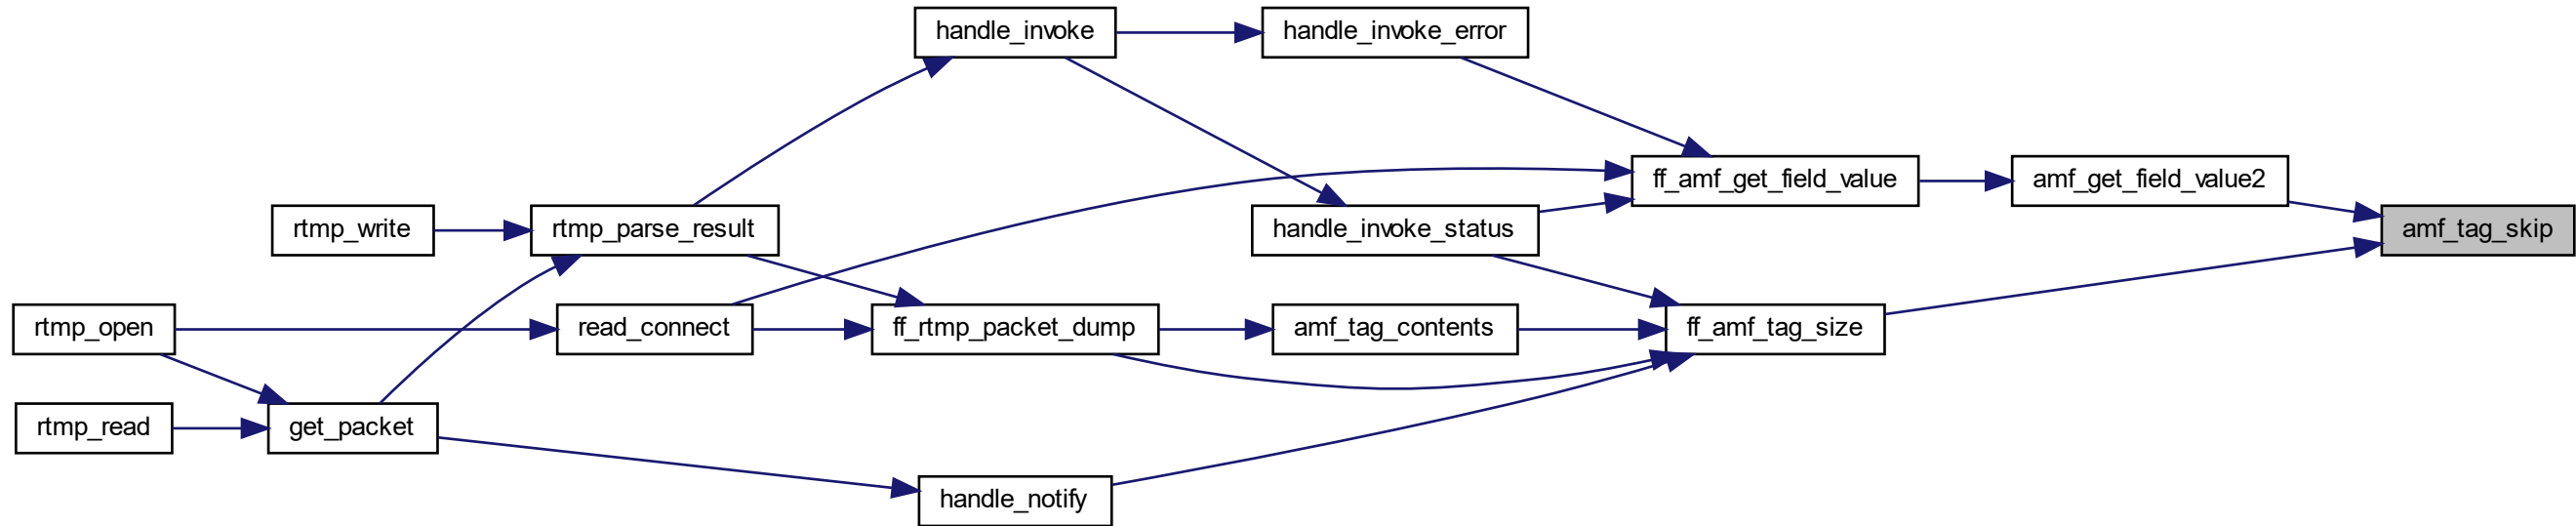 handle_invoke
handle_invoke_error
ff_amf_get_field_value
amf_get_field_value2
rtmp_write
rtmp_parse_result
handle_invoke_status
amf_tag_skip
rtmp_open
read_connect
ff_rtmp_packet_dump
amf_tag_contents
ff_amf_tag_size
rtmp_read
get_packet
handle_notify